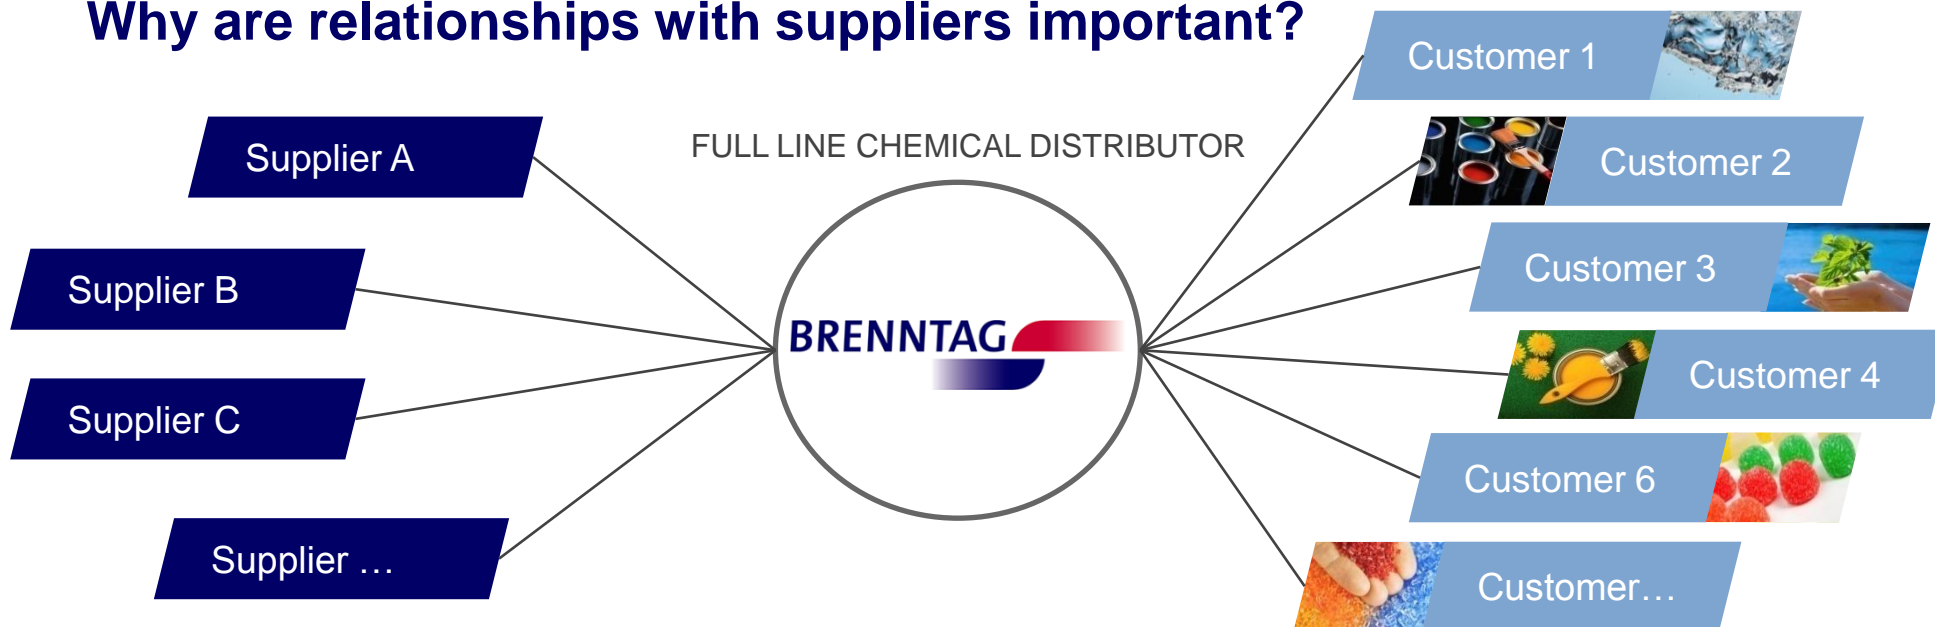 Why are relationships with suppliers important?
Customer 1
FULL LINE CHEMICAL DISTRIBUTOR
Supplier A
Customer 2
Supplier B
Customer 3
BRENNTAG
Supplier C
Customer 4
Customer 6
Supplier …
Customer…